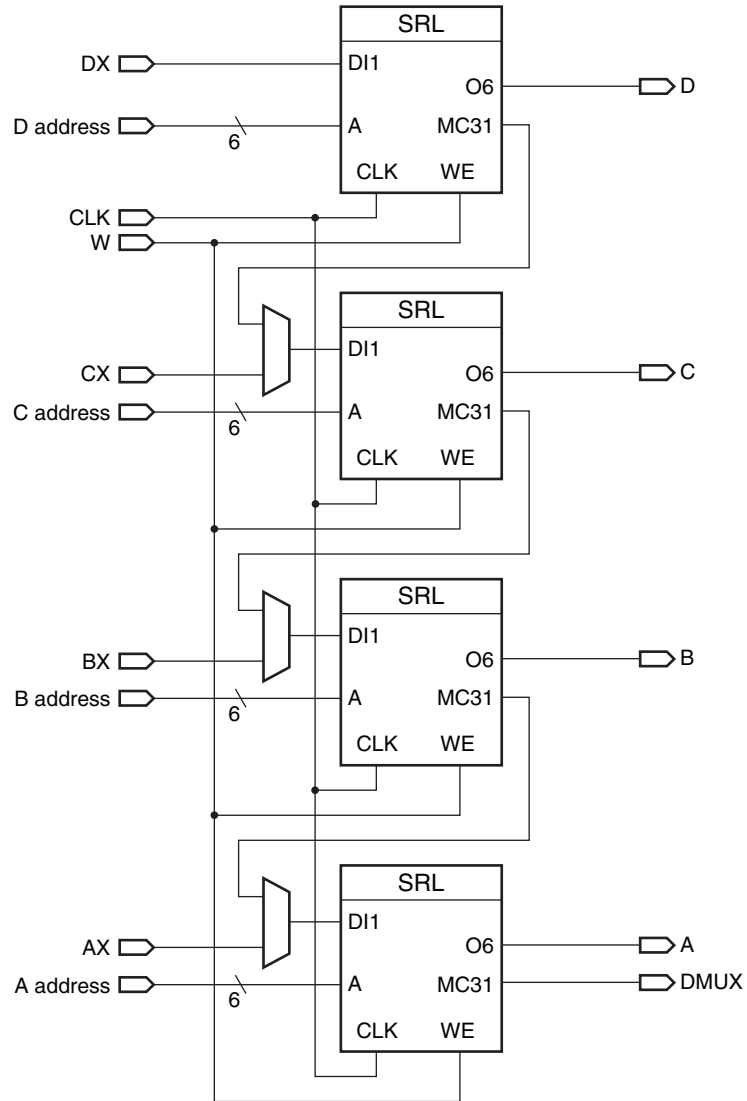 SRL
DX
DI1
O6
D
D address
6
A
MC31
CLK
WE
CLK
W
SRL
DI1
CX
O6
C
C address
6
A
MC31
CLK
WE
SRL
DI1
BX
O6
B
B address
6
A
MC31
CLK
WE
SRL
DI1
AX
O6
A
A address
6
A
MC31
DMUX
CLK
WE